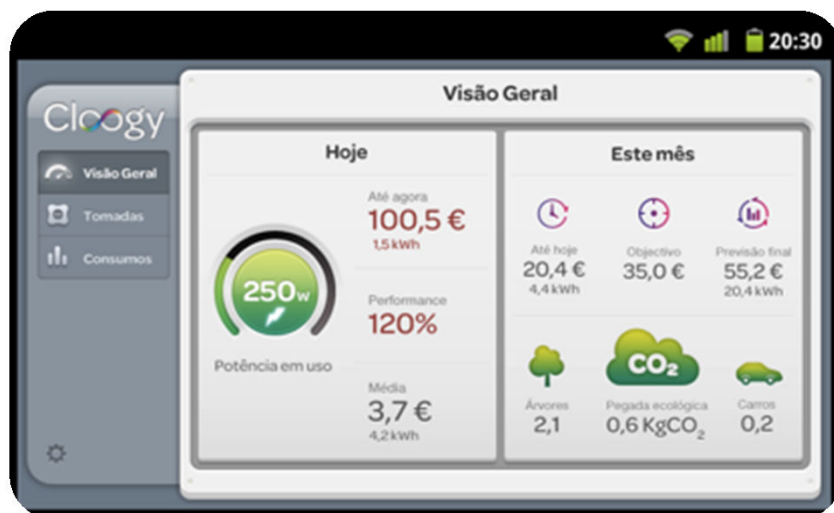 20:30
Cloogy
Visão Geral
Tomadas
Consumos
Visão Geral
Hoje
250w
Potência em uso
Até agora
100,5 €
1,5 kWh
Performance
120%
Média
3,7 €
4,2 kWh
Este mês
Até hoje
20,4 €
4,4 kWh
Objectivo
35,0 €
Previsão final
55,2 €
20,4 kWh
Árvores
2,1
CO₂
Pegada ecológica
0,6 KgCO₂
Carros
0,2